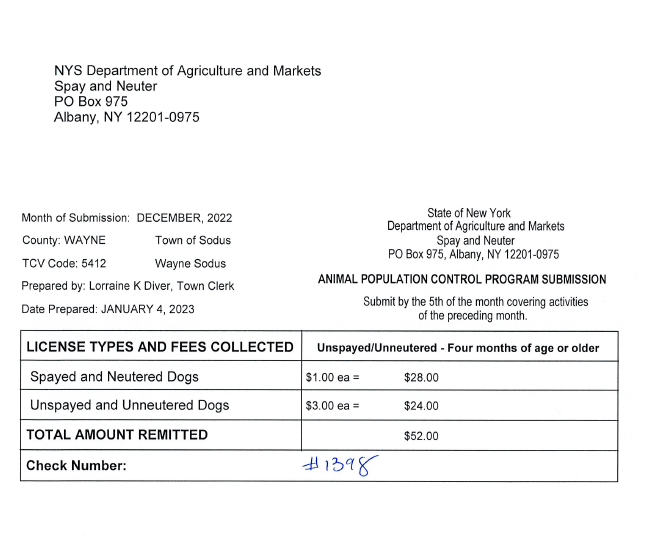 NYS Department of Agriculture and Markets
Spay and Neuter
PO Box 975
Albany, NY 12201-0975
Month of Submission: DECEMBER, 2022
County: WAYNE Town of Sodus
TCV Code: 5412 Wayne Sodus
Prepared by: Lorraine K Diver, Town Clerk
Date Prepared: JANUARY 4, 2023
State of New York
Department of Agriculture and Markets
Spay and Neuter
PO Box 975, Albany, NY 12201-0975
ANIMAL POPULATION CONTROL PROGRAM SUBMISSION
Submit by the 5th of the month covering activities
of the preceding month.
LICENSE TYPES AND FEES COLLECTED Unspayed/Unneutered - Four months of age or older
Spayed and Neutered Dogs $1.00 ea = $28.00
Unspayed and Unneutered Dogs $3.00 ea = $24.00
TOTAL AMOUNT REMITTED $52.00
Check Number: #1398